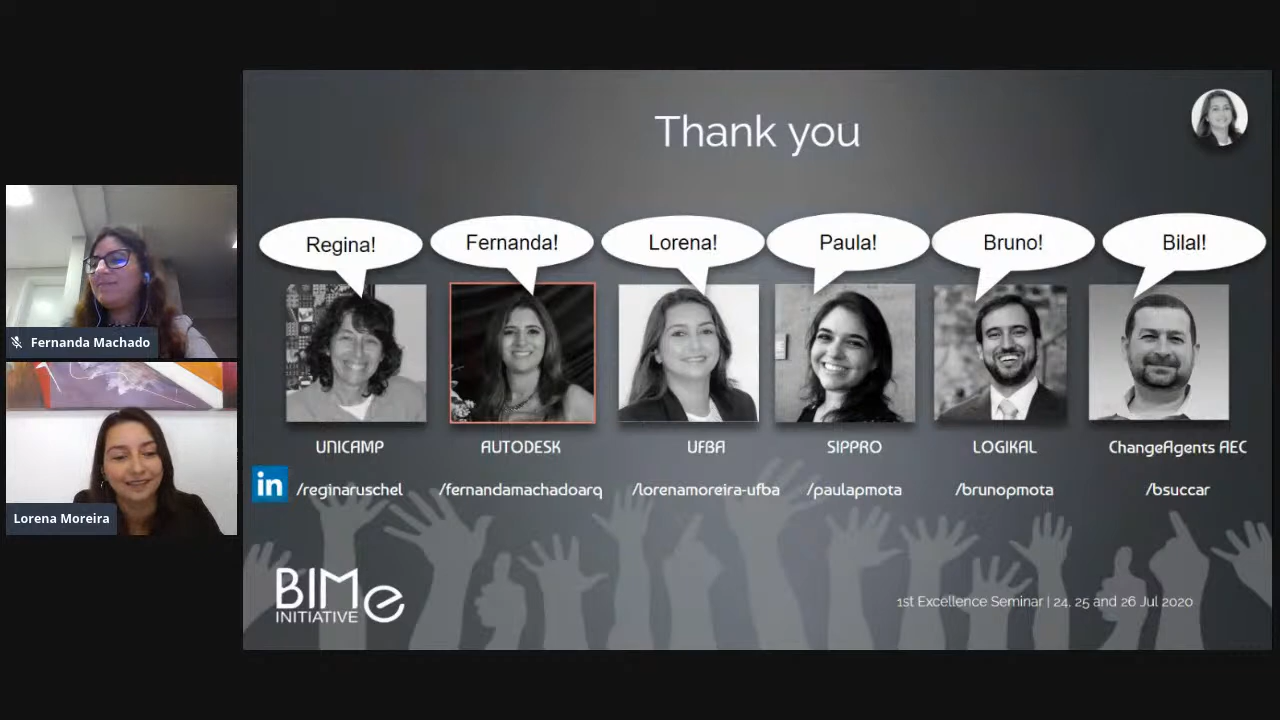 Thank you
Regina!
Fernanda!
Lorena!
Paula!
Bruno!
Bilal!
Fernanda Machado
UNICAMP
AUTODESK
UFBA
SIPPRO
LOGIKAL
ChangeAgents AEC
in /reginaruschel
/fernandamachadoarq
/lorenamoreira-ufba
/paulapmota
/brunopmota
/bsuccar
Lorena Moreira
BIMe
INITIATIVE
1st Excellence Seminar | 24, 25 and 26 Jul 2020